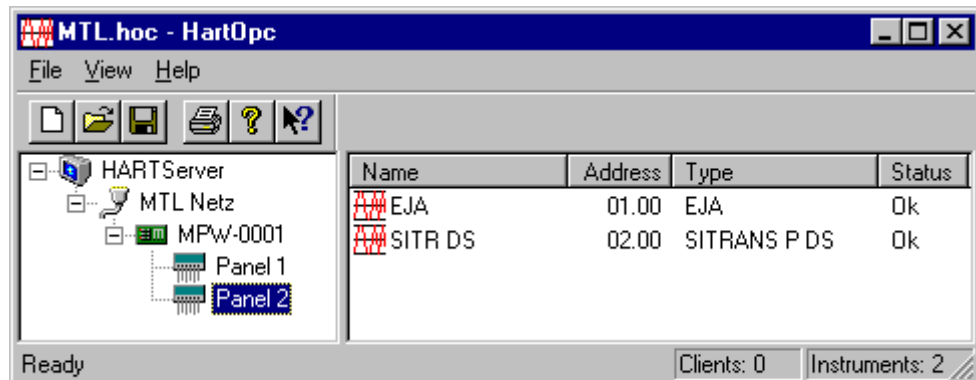 MTL.hoc - HartOpc
File View Help
HARTServer
MTL Netz
MPW-0001
Panel 1
Panel 2
Name Address Type Status
EJA 01.00 EJA Ok
SITR DS 02.00 SITRANS P DS Ok
Ready Clients: 0 Instruments: 2